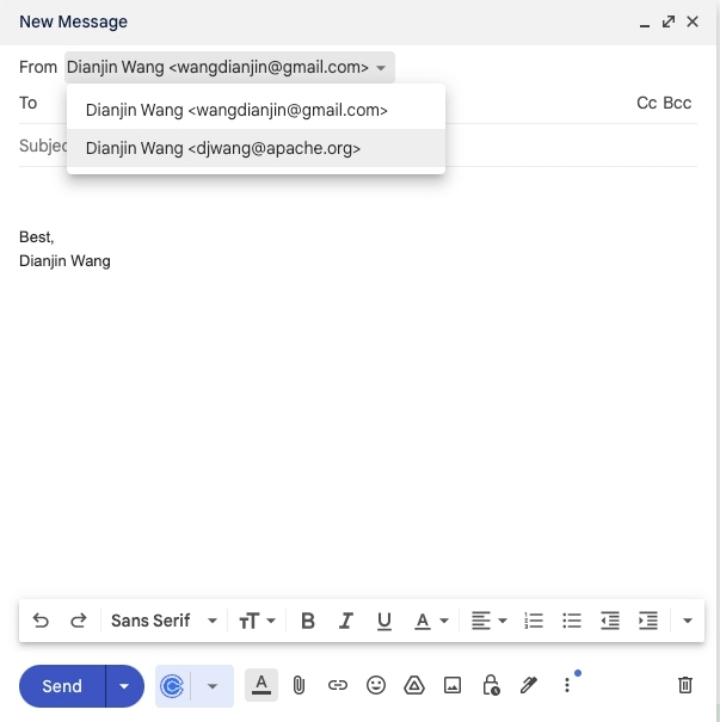 New Message
From Dianjin Wang <wangdianjin@gmail.com>
To Cc Bcc
Dianjin Wang <wangdianjin@gmail.com>
Subjec
Dianjin Wang <djwang@apache.org>
Best,
Dianjin Wang
Sans Serif B I U A
Send A